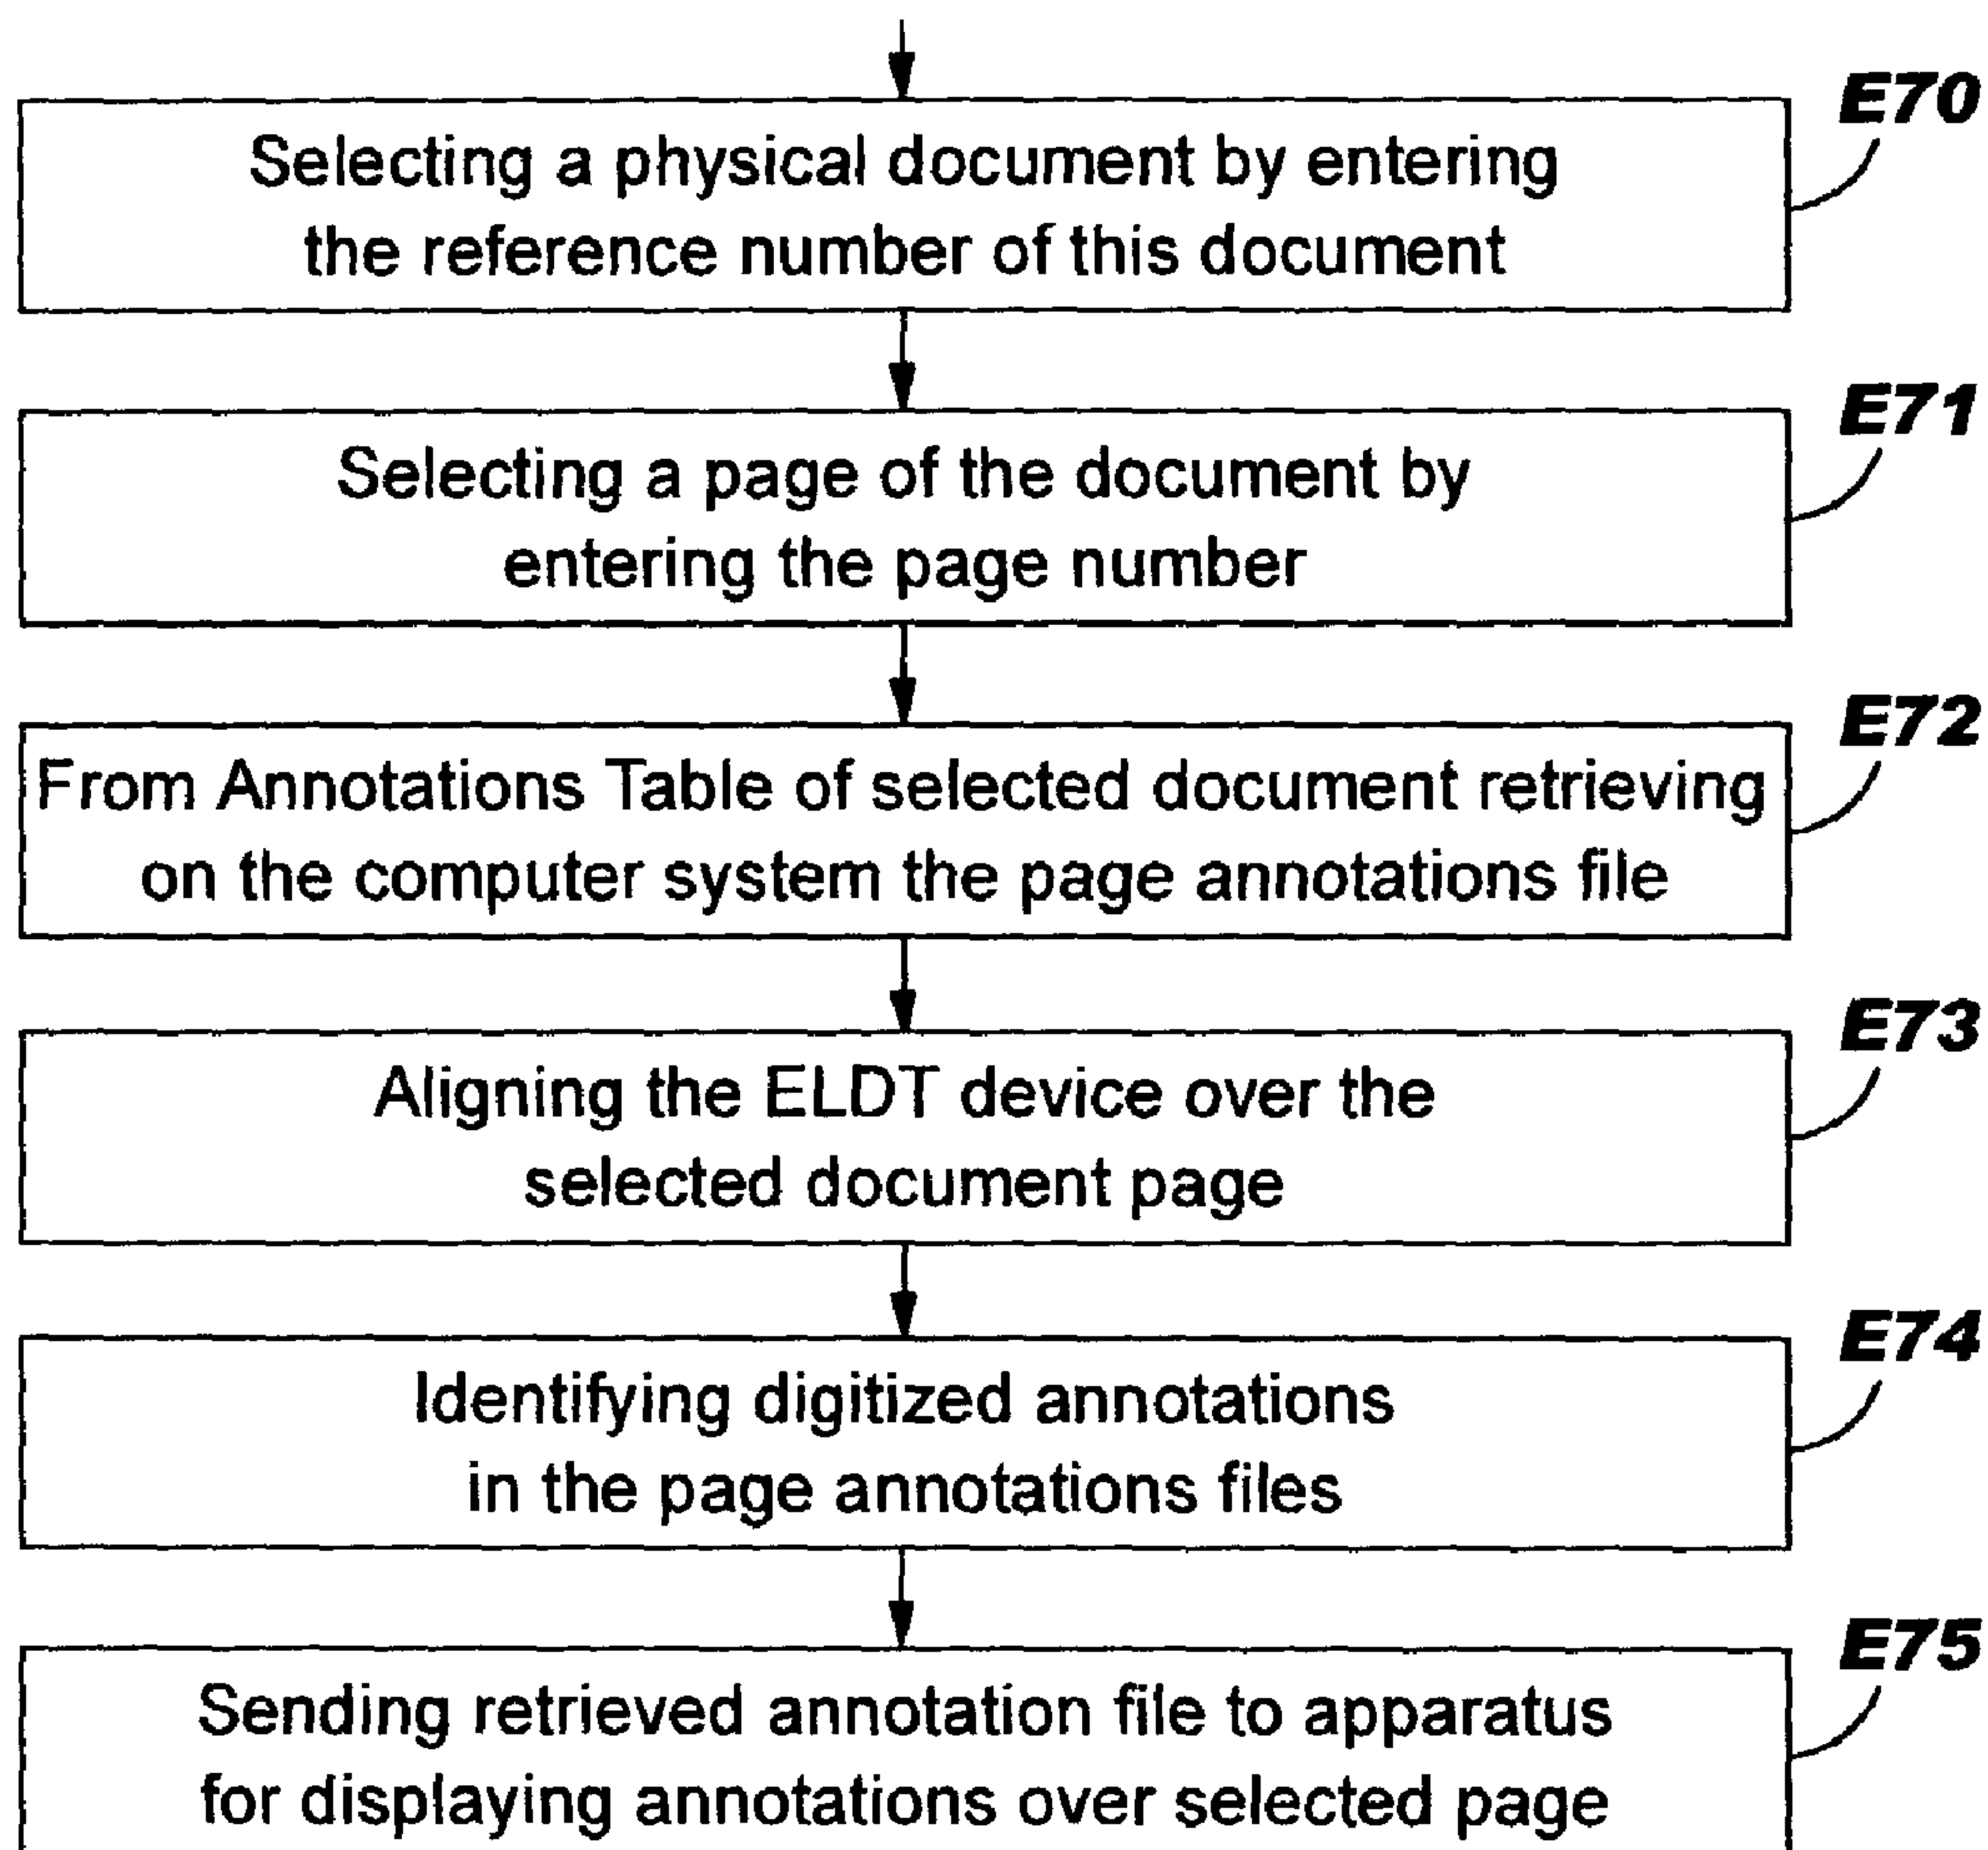 E70
Selecting a physical document by entering
the reference number of this document
E71
Selecting a page of the document by
entering the page number
E72
From Annotations Table of selected document retrieving
on the computer system the page annotations file
E73
Aligning the ELDT device over the
selected document page
E74
Identifying digitized annotations
in the page annotations files
E75
Sending retrieved annotation file to apparatus
for displaying annotations over selected page